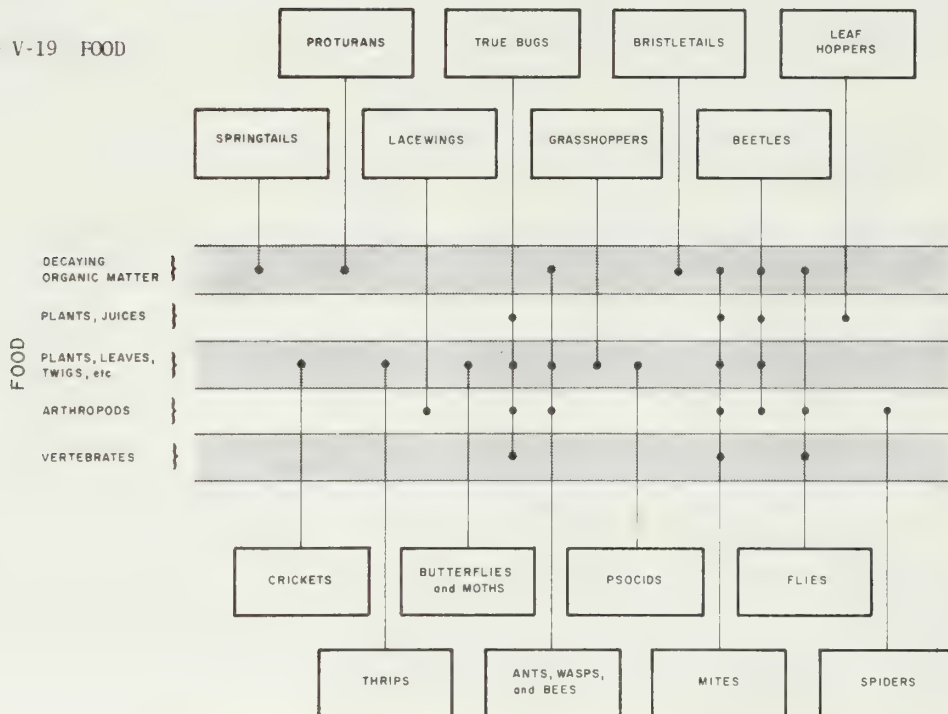 V-19 FOOD
PROTURANS
TRUE BUGS
BRISTLETAILS
LEAF
HOPPERS
SPRINGTAILS
LACEWINGS
GRASSHOPPERS
BEETLES
FOOD
DECAYING
ORGANIC MATTER
PLANTS, JUICES
PLANTS, LEAVES,
TWIGS, etc
ARTHROPODS
VERTEBRATES
CRICKETS
BUTTERFLIES
and MOTHS
PSOCIDS
FLIES
THRIPS
ANTS, WASPS,
and BEES
MITES
SPIDERS